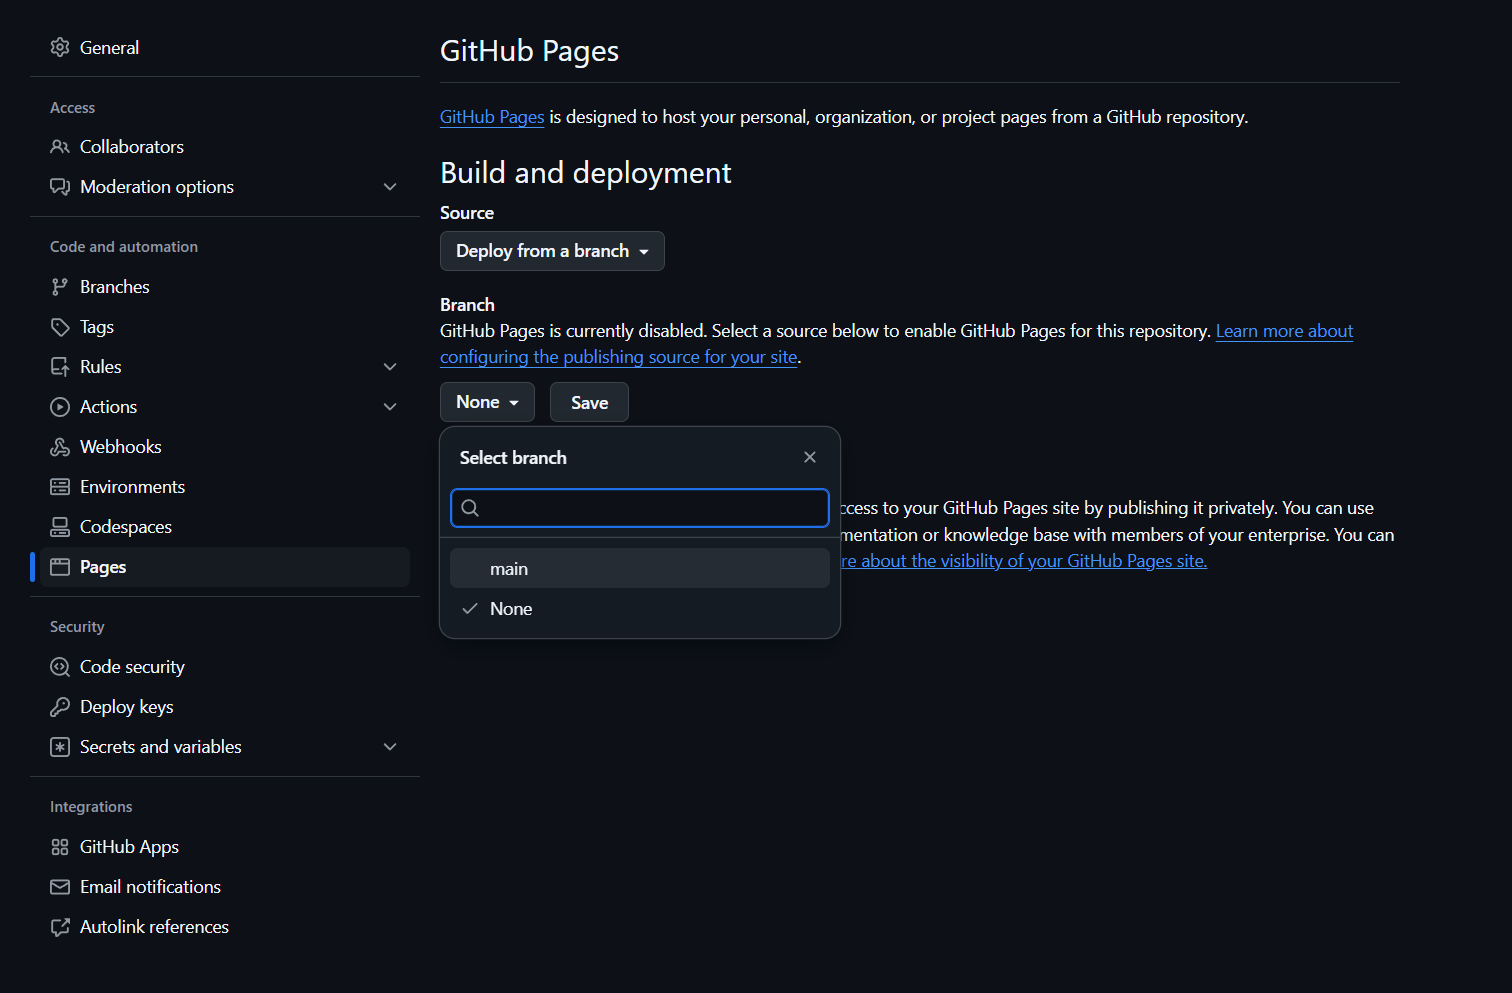 General
Access
Collaborators
Moderation options
Code and automation
Branches
Tags
Rules
Actions
Webhooks
Environments
Codespaces
Pages
Security
Code security
Deploy keys
Secrets and variables
Integrations
GitHub Apps
Email notifications
Autolink references
GitHub Pages
GitHub Pages is designed to host your personal, organization, or project pages from a GitHub repository.
Build and deployment
Source
Deploy from a branch
Branch
GitHub Pages is currently disabled. Select a source below to enable GitHub Pages for this repository. Learn more about
configuring the publishing source for your site.
None
Save
Select branch
main
None
to your GitHub Pages site by publishing it privately. You can use
or knowledge base with members of your enterprise. You can
about the visibility of your GitHub Pages site.